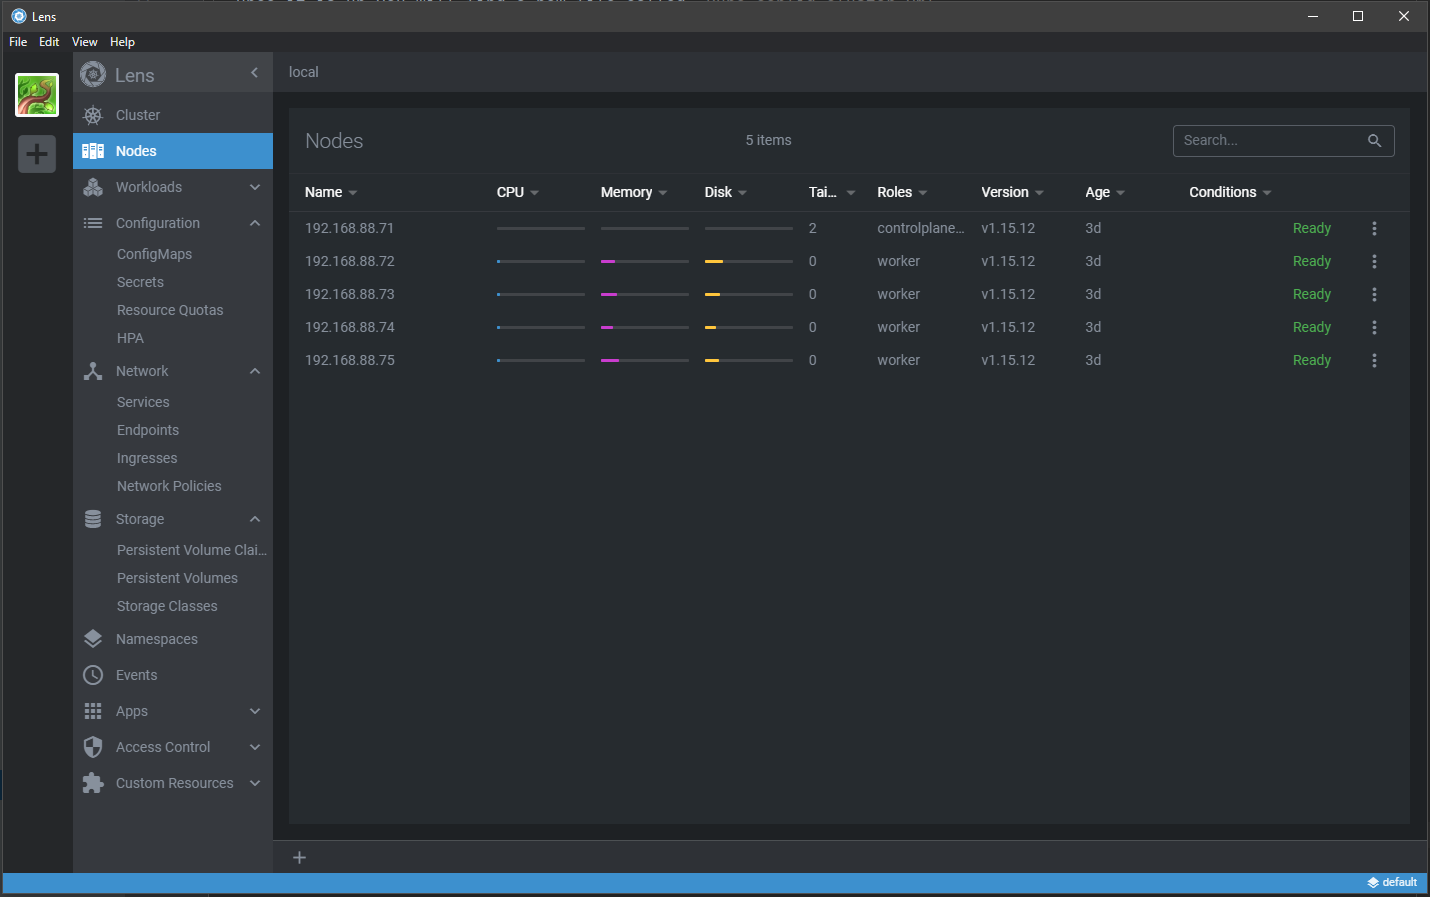 Lens
File Edit View Help
Lens
local
Cluster
Nodes
Workloads
Configuration
ConfigMaps
Secrets
Resource Quotas
HPA
Network
Services
Endpoints
Ingresses
Network Policies
Storage
Persistent Volume Clai...
Persistent Volumes
Storage Classes
Namespaces
Events
Apps
Access Control
Custom Resources
Nodes 5 items Search...
Name CPU Memory Disk Tai... Roles Version Age Conditions
192.168.88.71 2 controlplane... v1.15.12 3d Ready
192.168.88.72 0 worker v1.15.12 3d Ready
192.168.88.73 0 worker v1.15.12 3d Ready
192.168.88.74 0 worker v1.15.12 3d Ready
192.168.88.75 0 worker v1.15.12 3d Ready
default